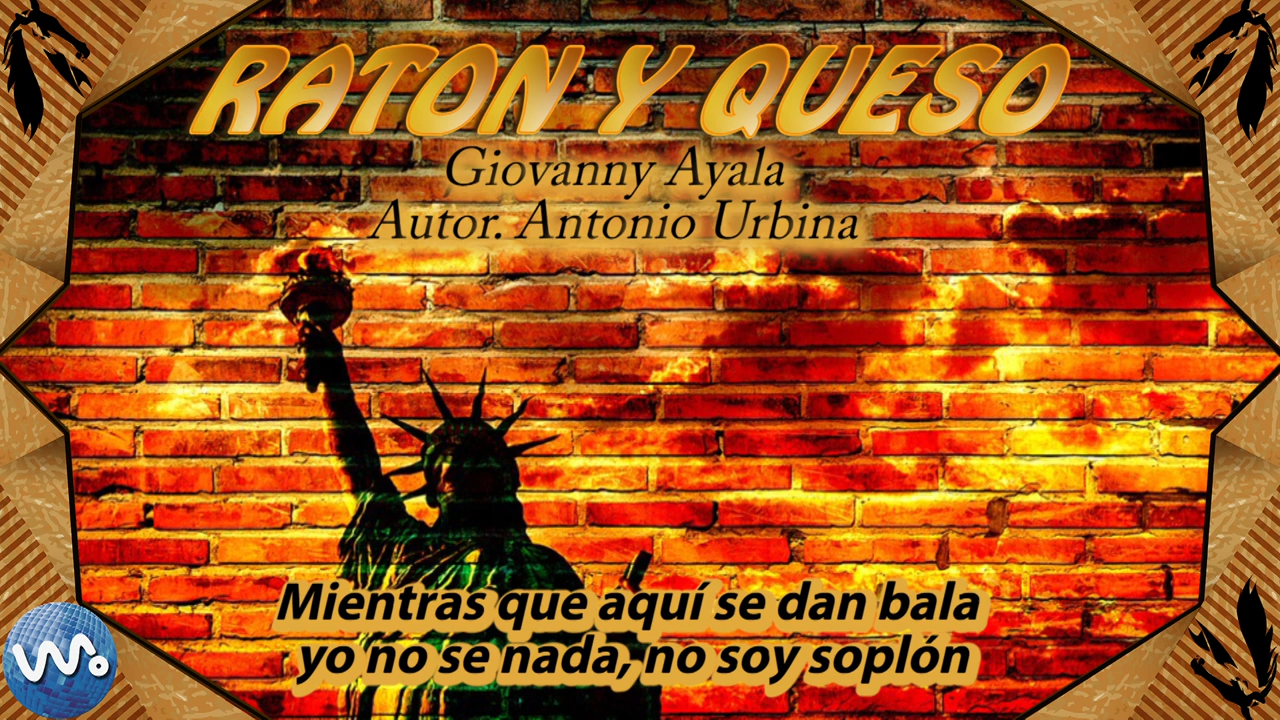 RATON Y QUESO
Giovanny Ayala
Autor. Antonio Urbina
Mientras que aquí se dan bala
yo no se nada, no soy soplón